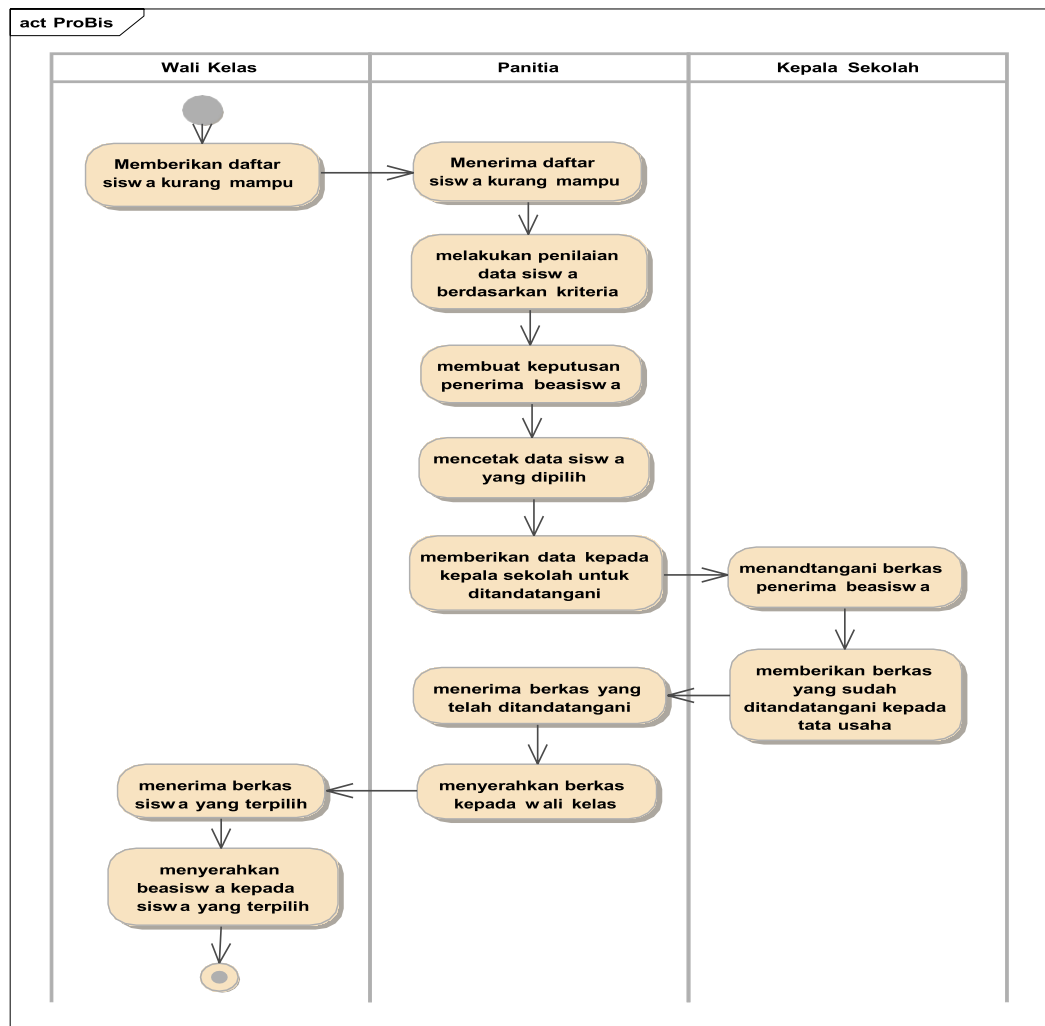 act ProBis
Wali Kelas
Panitia
Kepala Sekolah
Memberikan daftar
sisw a kurang mampu
Menerima daftar
sisw a kurang mampu
melakukan penilaian
data sisw a
berdasarkan kriteria
membuat keputusan
penerima beasisw a
mencetak data sisw a
yang dipilih
memberikan data kepada
kepala sekolah untuk
ditandatangani
menandtangani berkas
penerima beasisw a
memberikan berkas
yang sudah
ditandatangani kepada
tata usaha
menerima berkas yang
telah ditandatangani
menyerahkan berkas
kepada w ali kelas
menerima berkas
sisw a yang terpilih
menyerahkan
beasisw a kepada
sisw a yang terpilih